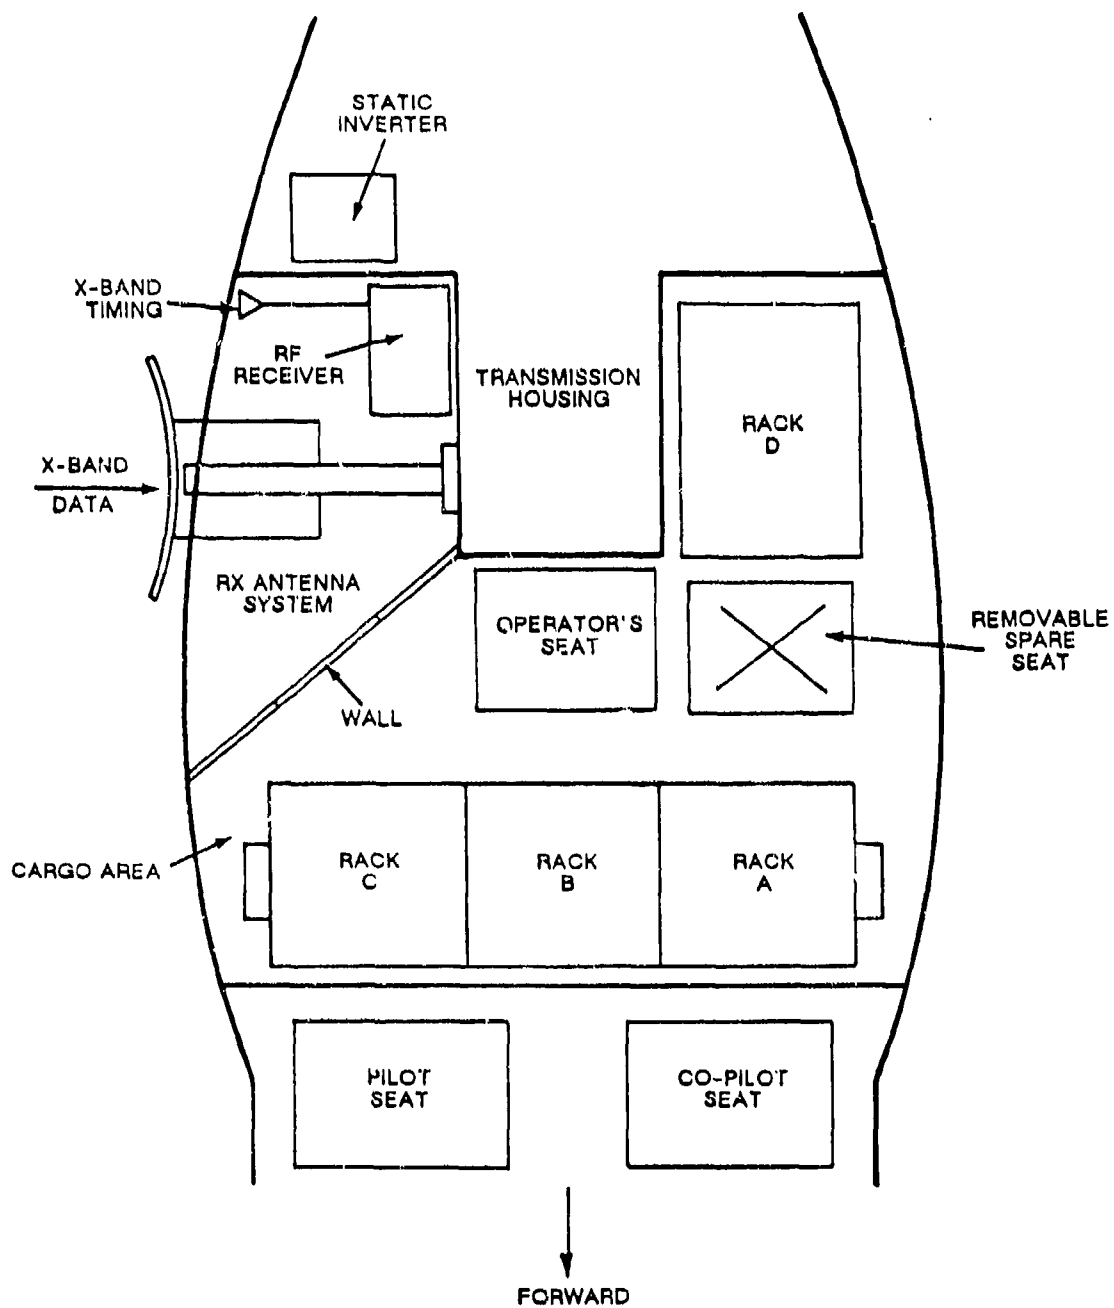 STATIC
INVERTER
X-BAND
TIMING
RF
RECEIVER
TRANSMISSION
HOUSING
RACK
D
X-BAND
DATA
RX ANTENNA
SYSTEM
OPERATOR'S
SEAT
REMOVABLE
SPARE
SEAT
WALL
CARGO AREA
RACK
C
RACK
B
RACK
A
PILOT
SEAT
CO-PILOT
SEAT
FORWARD